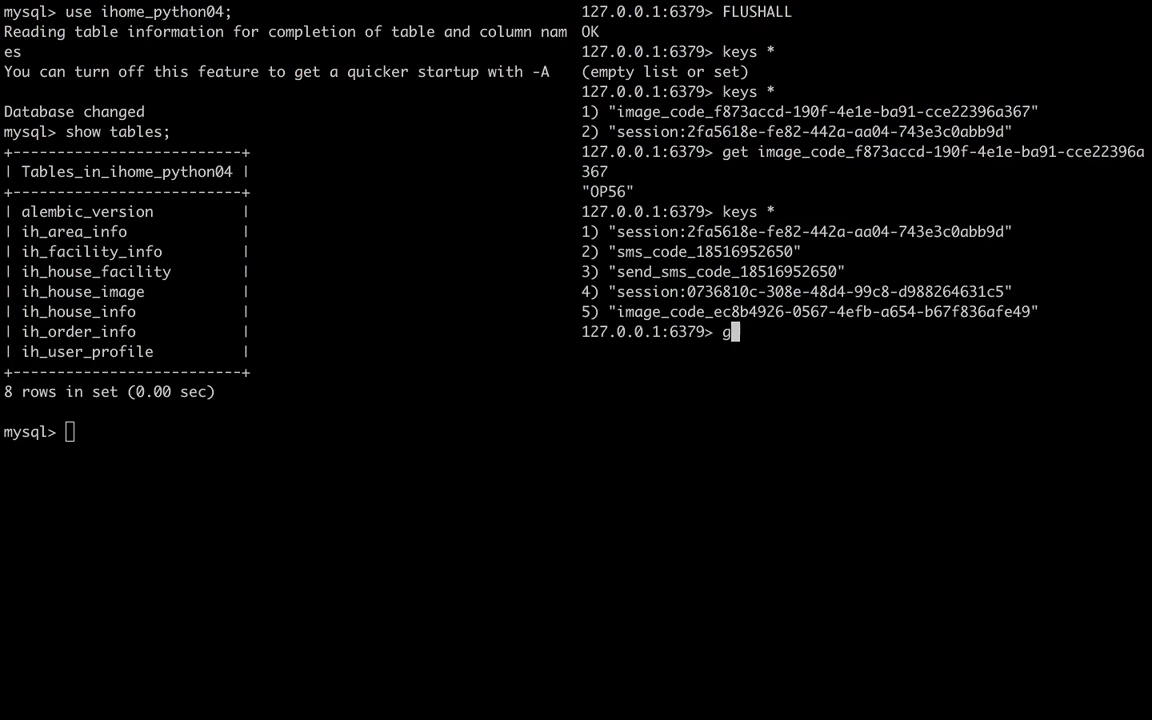 mysql> use ihome_python04;
Reading table information for completion of table and column nam
es
You can turn off this feature to get a quicker startup with -A
Database changed
mysql> show tables;
+-------------------------+
| Tables_in_ihome_python04 |
+-------------------------+
| alembic_version |
| ih_area_info |
| ih_facility_info |
| ih_house_facility |
| ih_house_image |
| ih_house_info |
| ih_order_info |
| ih_user_profile |
+-------------------------+
8 rows in set (0.00 sec)
mysql>
127.0.0.1:6379> FLUSHALL
OK
127.0.0.1:6379> keys *
(empty list or set)
127.0.0.1:6379> keys *
1) "image_code_f873accd-190f-4e1e-ba91-cce22396a367"
2) "session:2fa5618e-fe82-442a-aa04-743e3c0abb9d"
127.0.0.1:6379> get image_code_f873accd-190f-4e1e-ba91-cce22396a
367
"OP56"
127.0.0.1:6379> keys *
1) "session:2fa5618e-fe82-442a-aa04-743e3c0abb9d"
2) "sms_code_18516952650"
3) "send_sms_code_18516952650"
4) "session:0736810c-308e-48d4-99c8-d988264631c5"
5) "image_code_ec8b4926-0567-4efb-a654-b67f836afe49"
127.0.0.1:6379> g